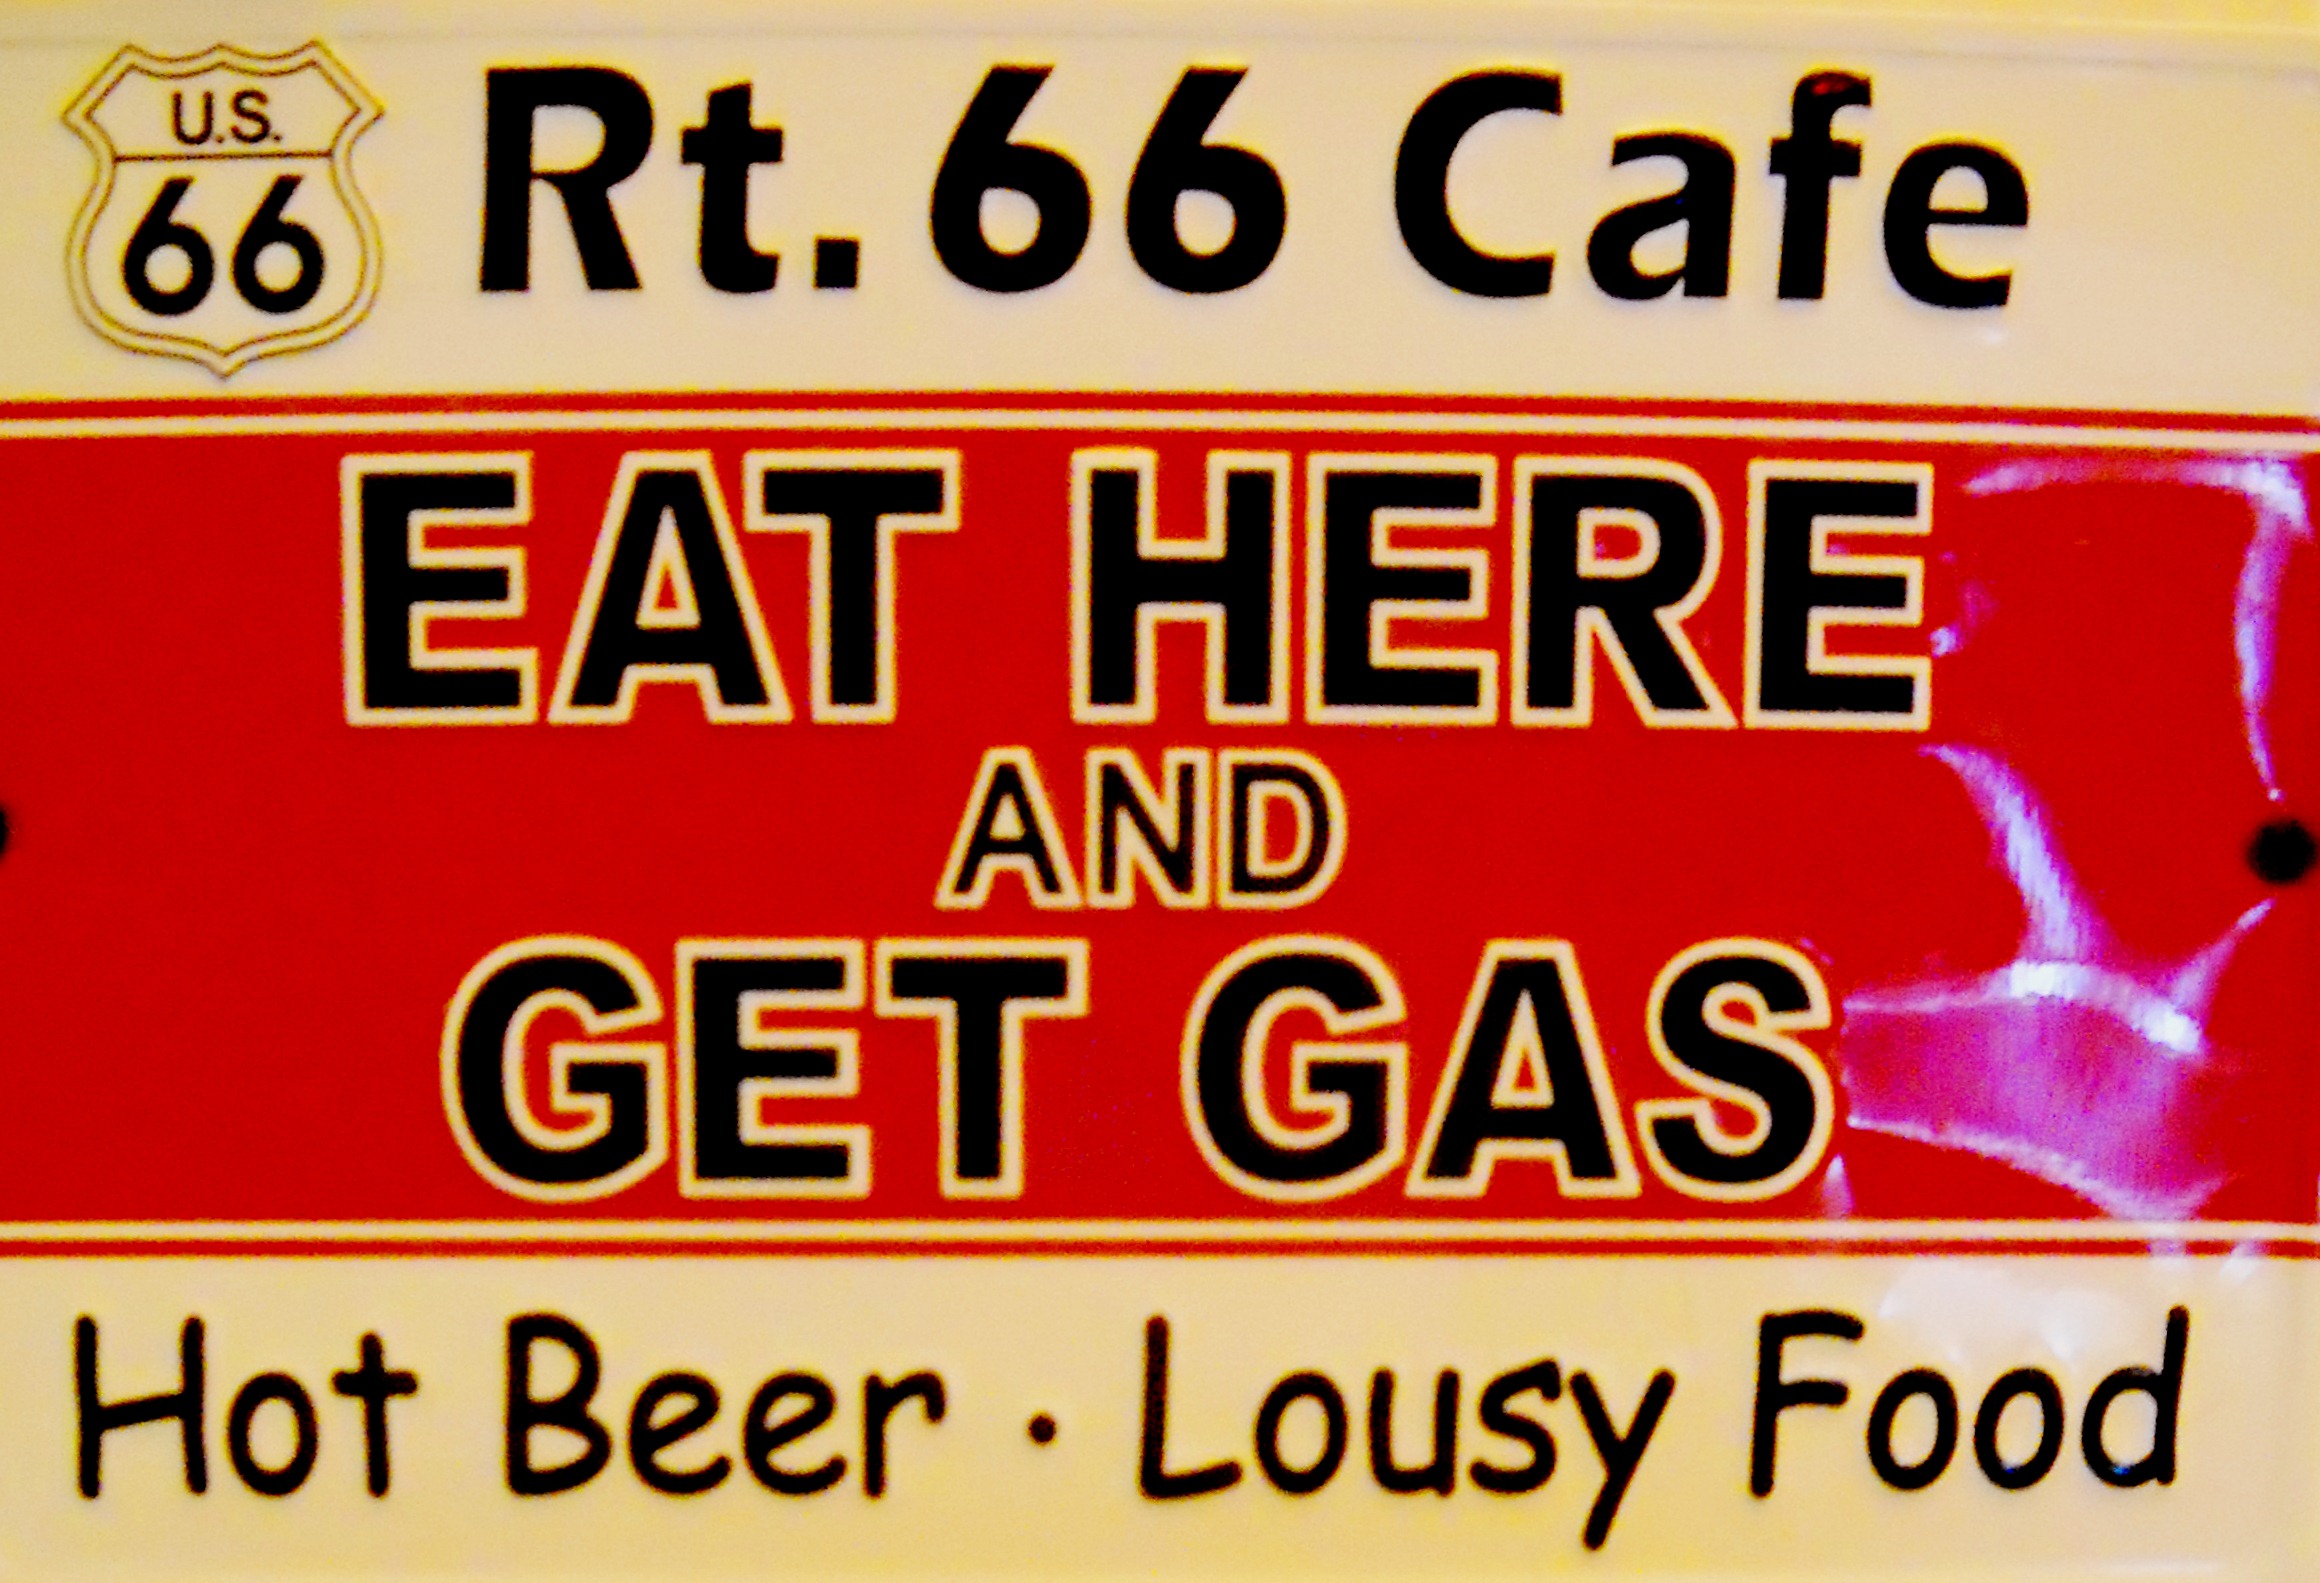 U.S.
66
Rt. 66 Cafe
EAT HERE
AND
GET GAS
Hot Beer · Lousy Food